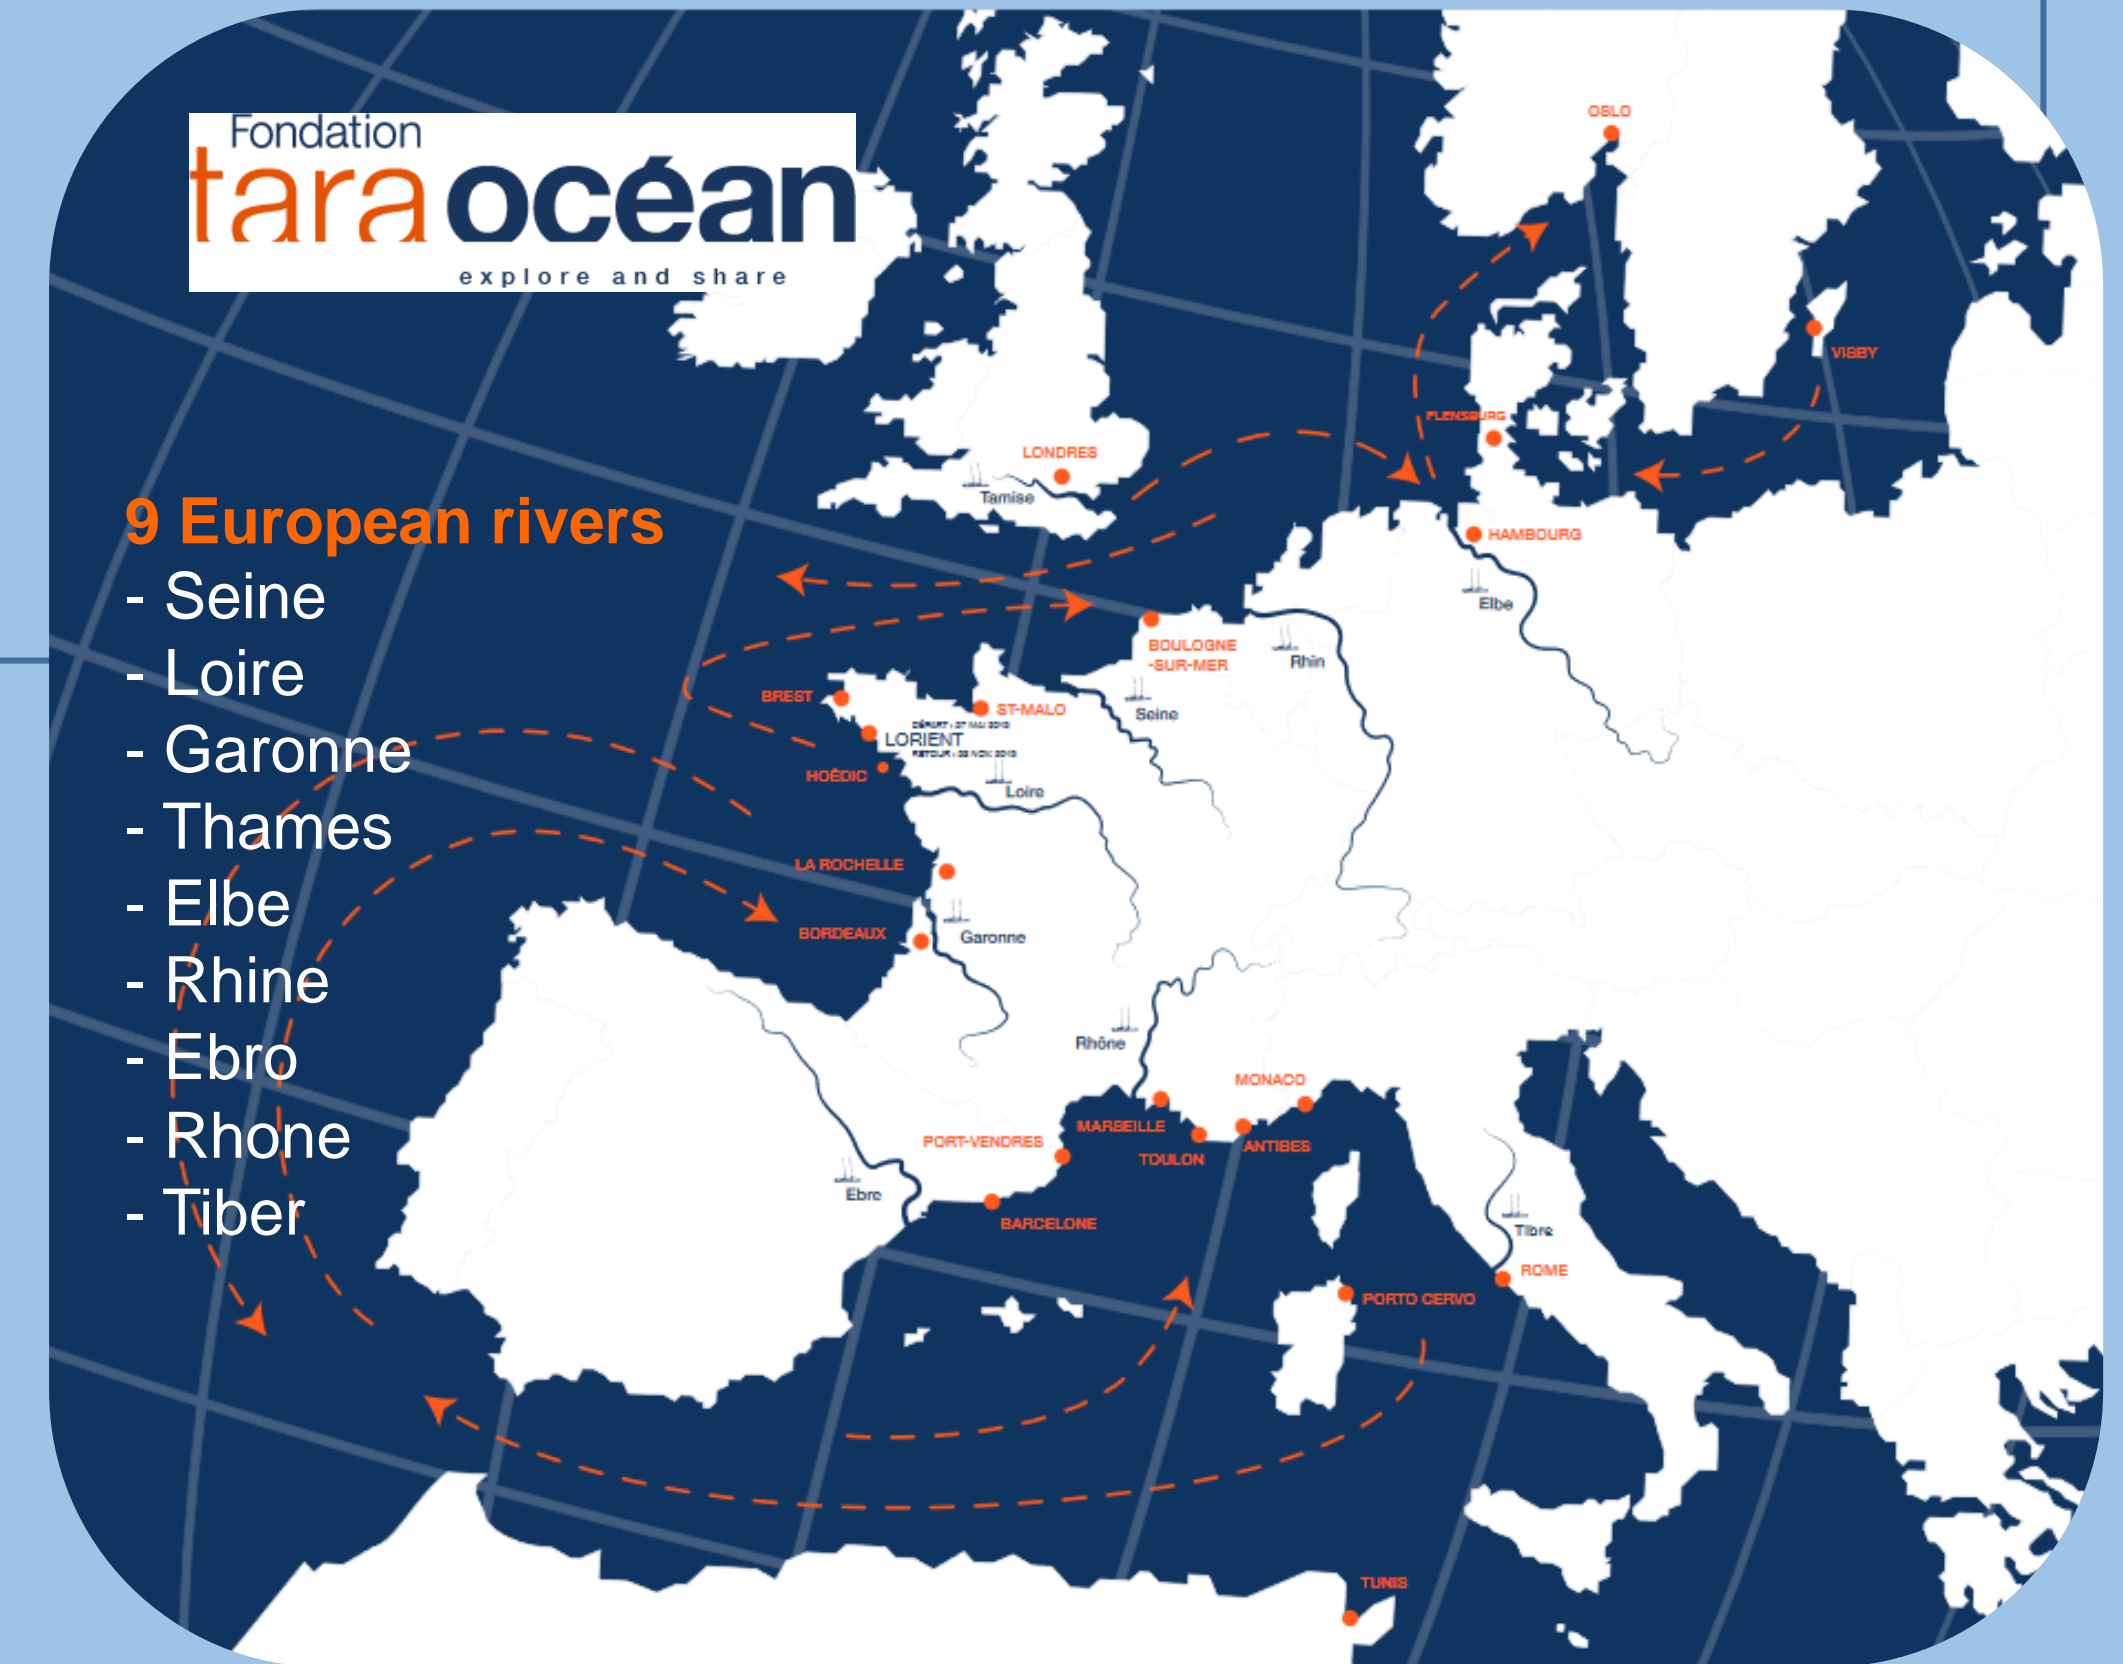 Fondation
tara océan
explore and share
9 European rivers
- Seine
- Loire
- Garonne
- Thames
- Elbe
- Rhine
- Ebro
- Rhone
- Tiber
OSLO
VISBY
FLENSBURG
LONDRES
Tamise
HAMBOURG
Elbe
BOULOGNE
-SUR-MER
Rhin
BREST
ST-MALO
Seine
LORIENT
HOËDIC
Loire
LA ROCHELLE
BORDEAUX
Garonne
Rhône
MONACO
MARSEILLE
PORT-VENDRES
TOULON
ANTIBES
Ebre
BARCELONE
Tibre
ROME
PORTO CERVO
TUNIS